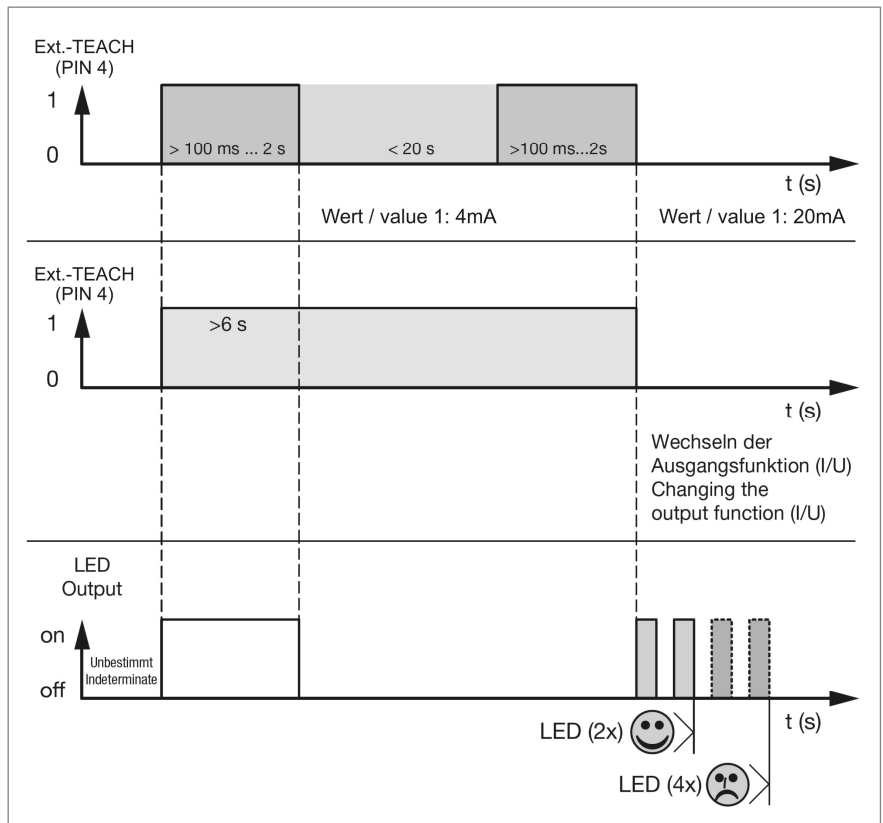 Ext.-TEACH
(PIN 4)
1
0
> 100 ms ... 2 s
< 20 s
>100 ms...2s
t (s)
Wert / value 1: 4mA
Wert / value 1: 20mA
Ext.-TEACH
(PIN 4)
1
0
>6 s
t (s)
Wechseln der
Ausgangsfunktion (I/U)
Changing the
output function (I/U)
LED
Output
on
off
Unbestimmt
Indeterminate
t (s)
LED (2x)
LED (4x)